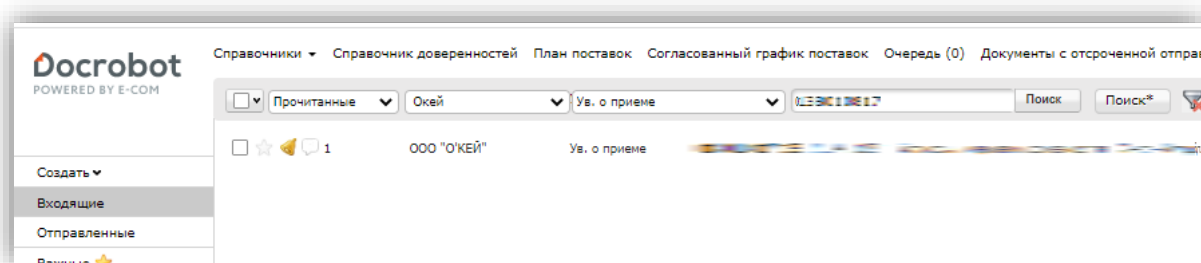 Docrobot
POWERED BY E-COM
Справочники Справочник доверенностей План поставок Согласованный график поставок Очередь (0) Документы с отсроченной отпра
Прочитанные Окей Ув. о приеме Поиск Поиск*
1 ООО "О'КЕЙ" Ув. о приеме
Создать
Входящие
Отправленные
Важные